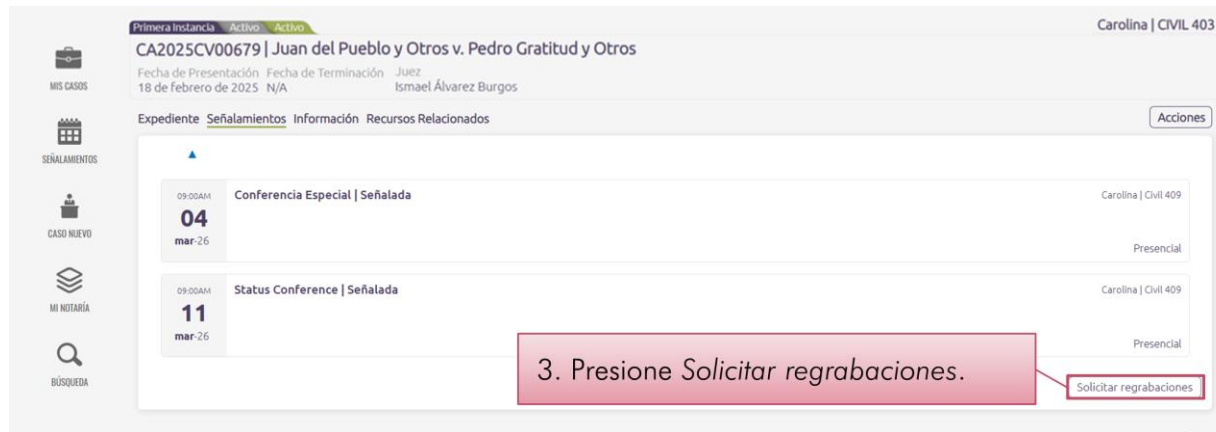 Primera Instancia Activo Activo
Carolina | CIVIL 403
CA2025CV00679 | Juan del Pueblo y Otros v. Pedro Gratitud y Otros
Fecha de Presentación Fecha de Terminación Juez
18 de febrero de 2025 N/A Ismael Álvarez Burgos
MIS CASOS
Expediente Señalamientos Información Recursos Relacionados
Acciones
SEÑALAMIENTOS
09:00AM
04
mar-26
Conferencia Especial | Señalada
Carolina | Civil 409
Presencial
CASO NUEVO
MI NOTARÍA
09:00AM
11
mar-26
Status Conference | Señalada
Carolina | Civil 409
Presencial
BÚSQUEDA
3. Presione Solicitar regrabaciones.
Solicitar regrabaciones